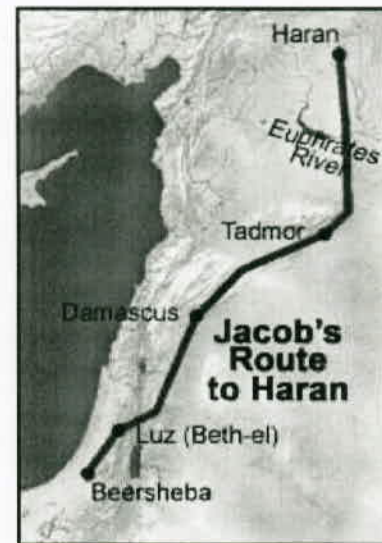 Haran
Euphrates
River
Tadmor
Damascus
Jacob's
Route
to Haran
Luz (Beth-el)
Beersheba